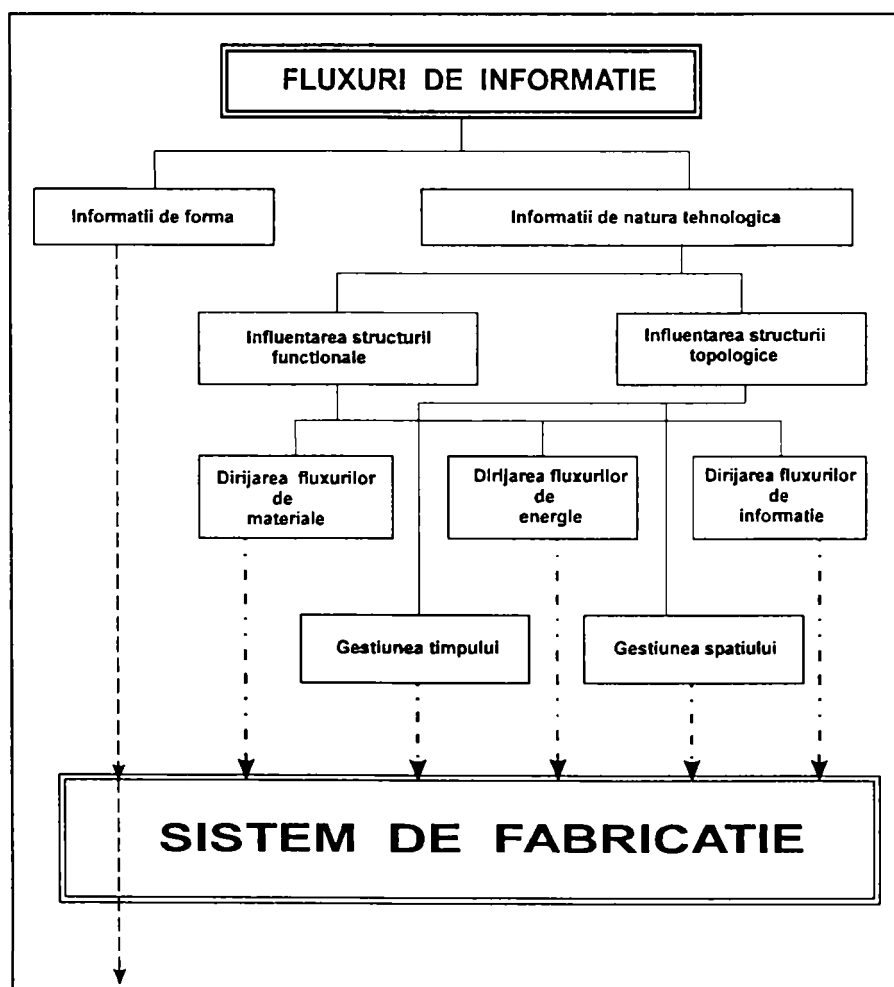 FLUXURI DE INFORMATIE
Informatii de forma
Informatii de natura tehnologica
Influentarea structurii
functionale
Influentarea structurii
topologice
Dirijarea fluxurilor
de
materiale
Dirijarea fluxurilor
de
energie
Dirijarea fluxurilor
de
informatie
Gestiunea timpului
Gestiunea spatiului
SISTEM DE FABRICATIE